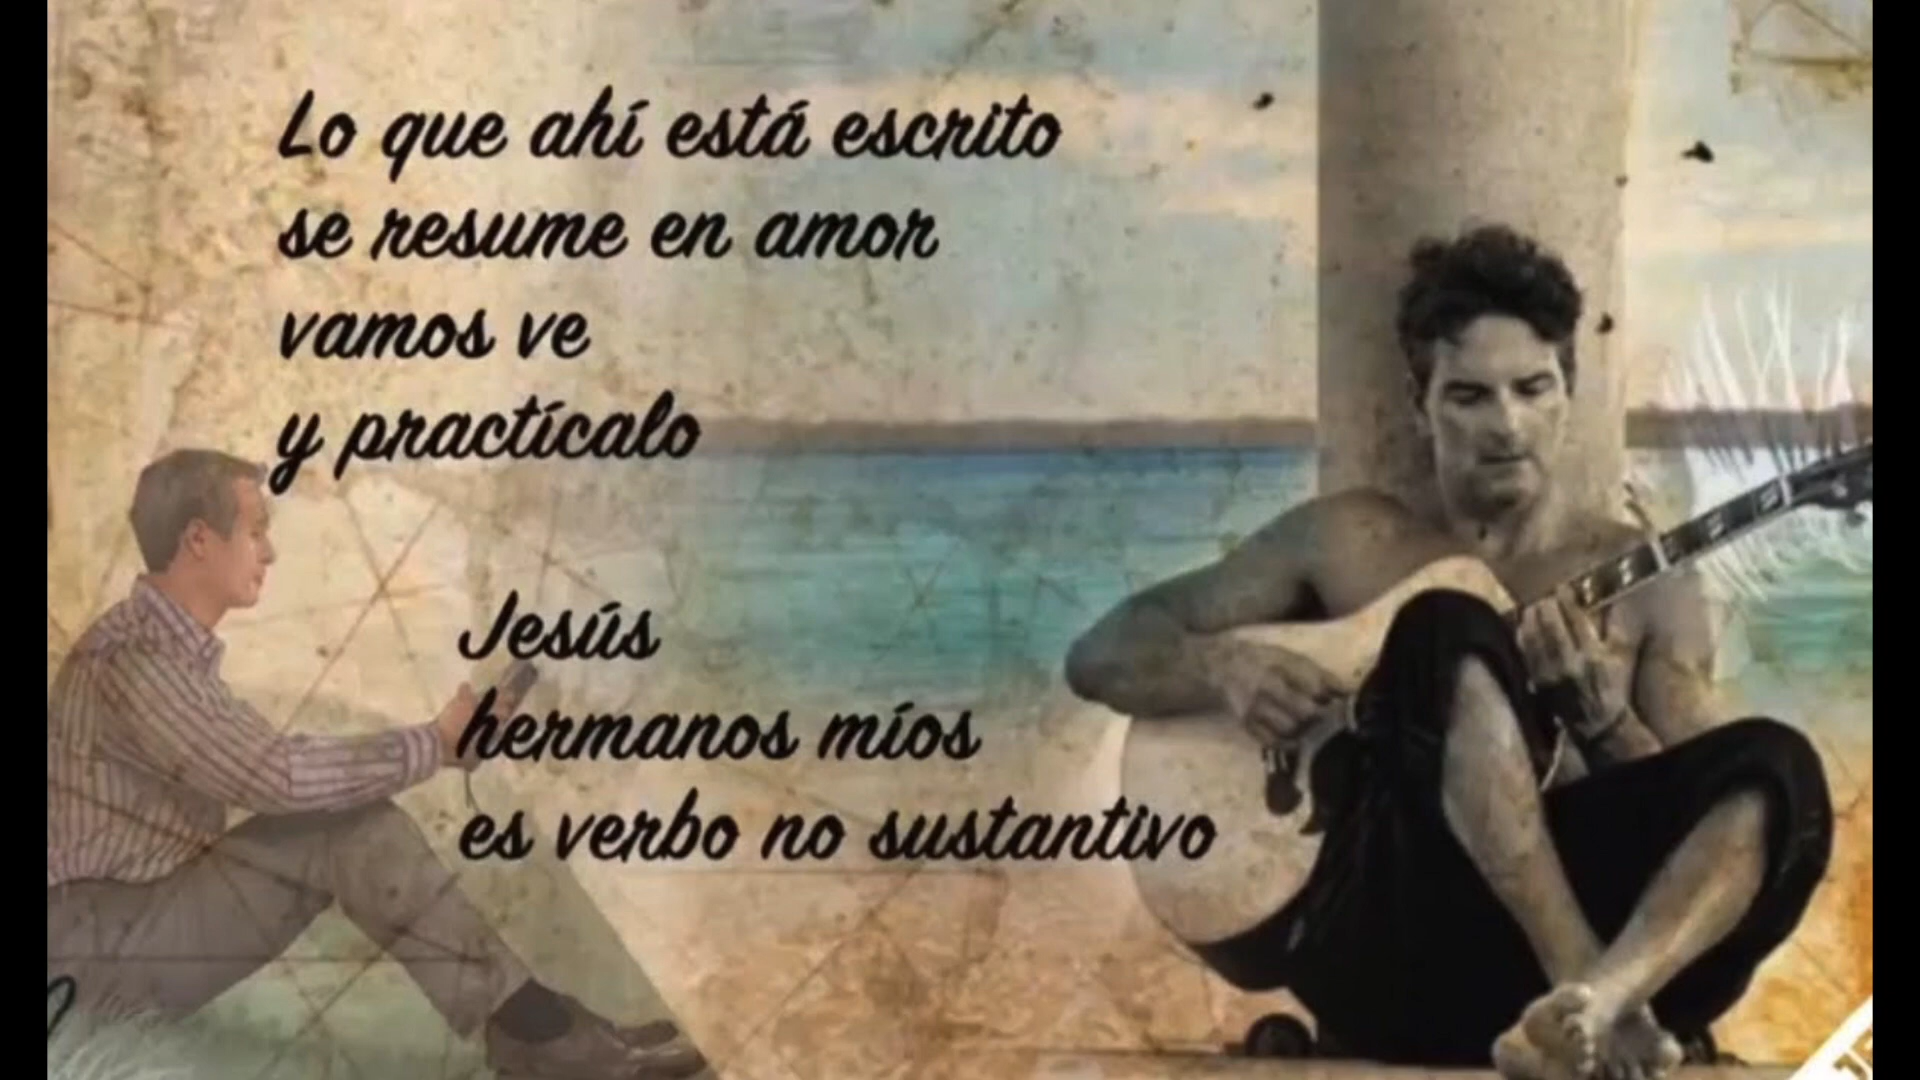 Lo que ahí está escrito
se resume en amor
vamos ve
y practícalo
Jesús
hermanos míos
es verbo no sustantivo